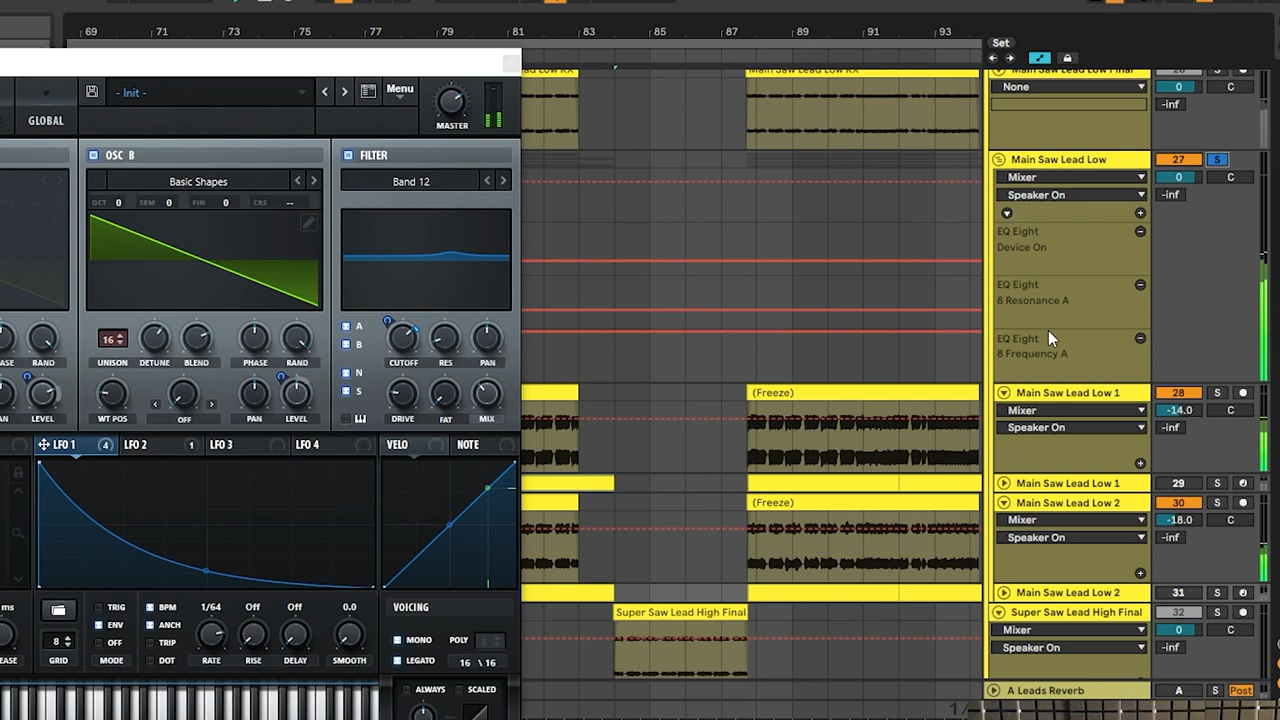 69 71 73 75 77 79 81 83 85 87 89 91 93
Set
Main Saw Lead Low Final
None
0 C
-inf
Main Saw Lead Low RX
- Init -
Menu
GLOBAL
MASTER
OSC B
FILTER
Basic Shapes
Band 12
OCT 0 SEM 0 FIN 0 CRS --
A
B
N
S
16
RAND UNISON DETUNE BLEND PHASE RAND CUTOFF RES PAN
LEVEL WT POS OFF PAN LEVEL DRIVE FAT MIX
LFO 1 4 LFO 2 1 LFO 3 LFO 4 VELO NOTE
TRIG BPM 1/64 Off Off 0.0
ENV ANCH
8 OFF TRIP
GRID MODE DOT RATE RISE DELAY SMOOTH
VOICING
MONO POLY
LEGATO 16 \ 16
ALWAYS SCALED
Main Saw Lead Low 27 S
Mixer 0 C
Speaker On -inf
EQ Eight
Device On
EQ Eight
8 Resonance A
EQ Eight
8 Frequency A
(Freeze) Main Saw Lead Low 1 28 S
Mixer -14.0 C
Speaker On -inf
Main Saw Lead Low 1 29 S
(Freeze) Main Saw Lead Low 2 30 S
Mixer -18.0 C
Speaker On -inf
Main Saw Lead Low 2 31 S
Super Saw Lead High Final Super Saw Lead High Final 32 S
Mixer 0 C
Speaker On -inf
A Leads Reverb A S Post